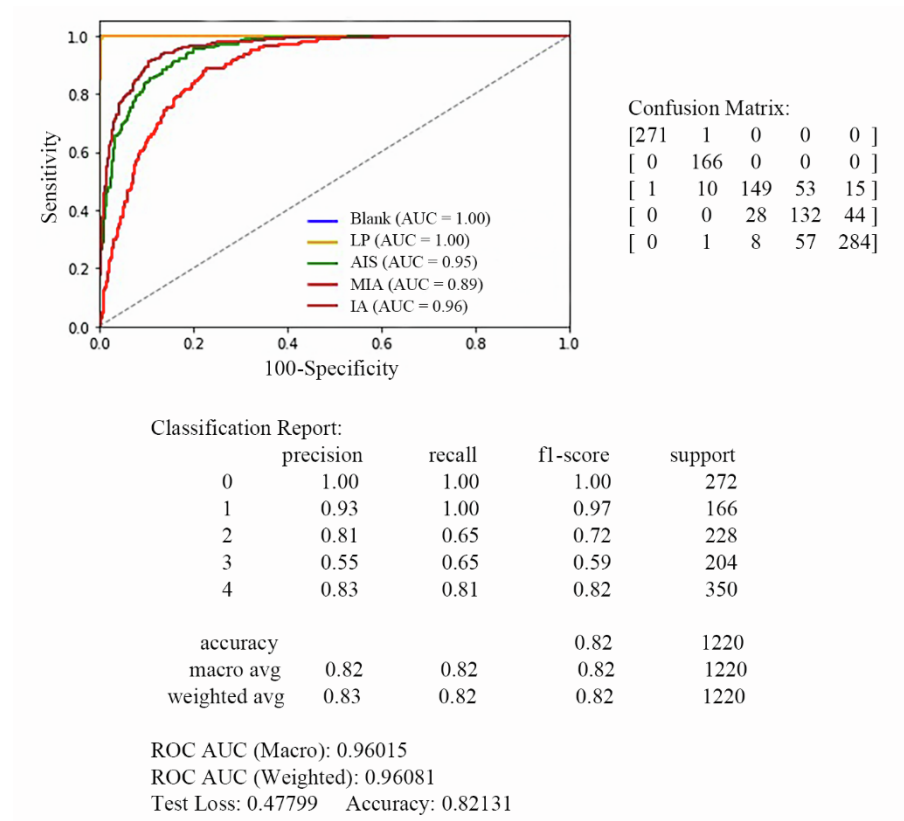 1.0
0.8
0.6
0.4
0.2
0.0
Sensitivity
Blank (AUC = 1.00)
LP (AUC = 1.00)
AIS (AUC = 0.95)
MIA (AUC = 0.89)
IA (AUC = 0.96)
0.0 0.2 0.4 0.6 0.8 1.0
100-Specificity
Confusion Matrix:
[271 1 0 0 0 ]
[ 0 166 0 0 0 ]
[ 1 10 149 53 15 ]
[ 0 0 28 132 44 ]
[ 0 1 8 57 284]
Classification Report:
precision recall f1-score support
0 1.00 1.00 1.00 272
1 0.93 1.00 0.97 166
2 0.81 0.65 0.72 228
3 0.55 0.65 0.59 204
4 0.83 0.81 0.82 350
accuracy 0.82 1220
macro avg 0.82 0.82 0.82 1220
weighted avg 0.83 0.82 0.82 1220
ROC AUC (Macro): 0.96015
ROC AUC (Weighted): 0.96081
Test Loss: 0.47799 Accuracy: 0.82131